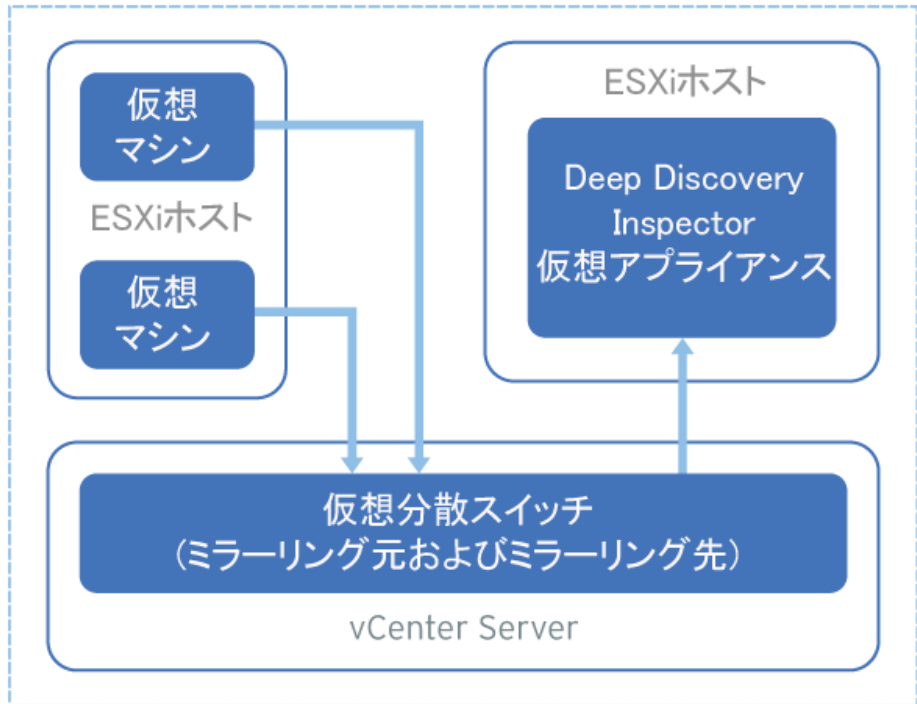 仮想
マシン
ESXiホスト
仮想
マシン
ESXiホスト
Deep Discovery
Inspector
仮想アプライアンス
仮想分散スイッチ
(ミラーリング元およびミラーリング先)
vCenter Server